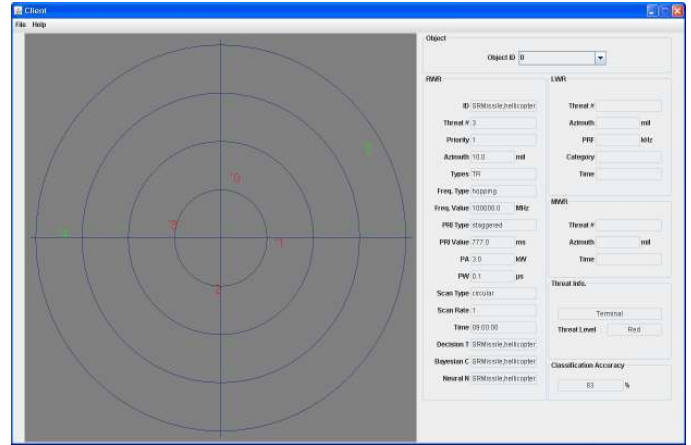 Client
File Help
Object
Object ID 0
RWR
ID SRMissile,hellicopter
Threat # 3
Priority 1
Azimuth 10.0 mil
Types TR
Freq. Type hopping
Freq. Value 100000.0 MHz
PRI Type staggered
PRI Value 777.0 ms
PA 3.0 kW
PW 0.1 µs
Scan Type circular
Scan Rate 1
Time 09:00:00
Decision T SRMissile,hellicopter
Bayesian C SRMissile,hellicopter
Neural N SRMissile,hellicopter
LWR
Threat #
Azimuth mil
PRF kHz
Category
Time
MWR
Threat #
Azimuth mil
Time
Threat Info.
Terminal
Threat Level Red
Classification Accuracy
83 %